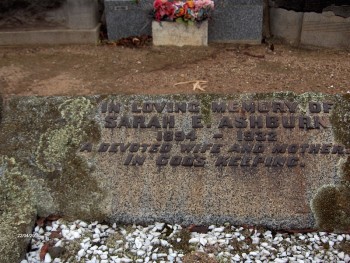 IN LOVING MEMORY OF
SARAH E. ASHBURN
1894 - 1932
A DEVOTED WIFE AND MOTHER
IN GODS KEEPING.